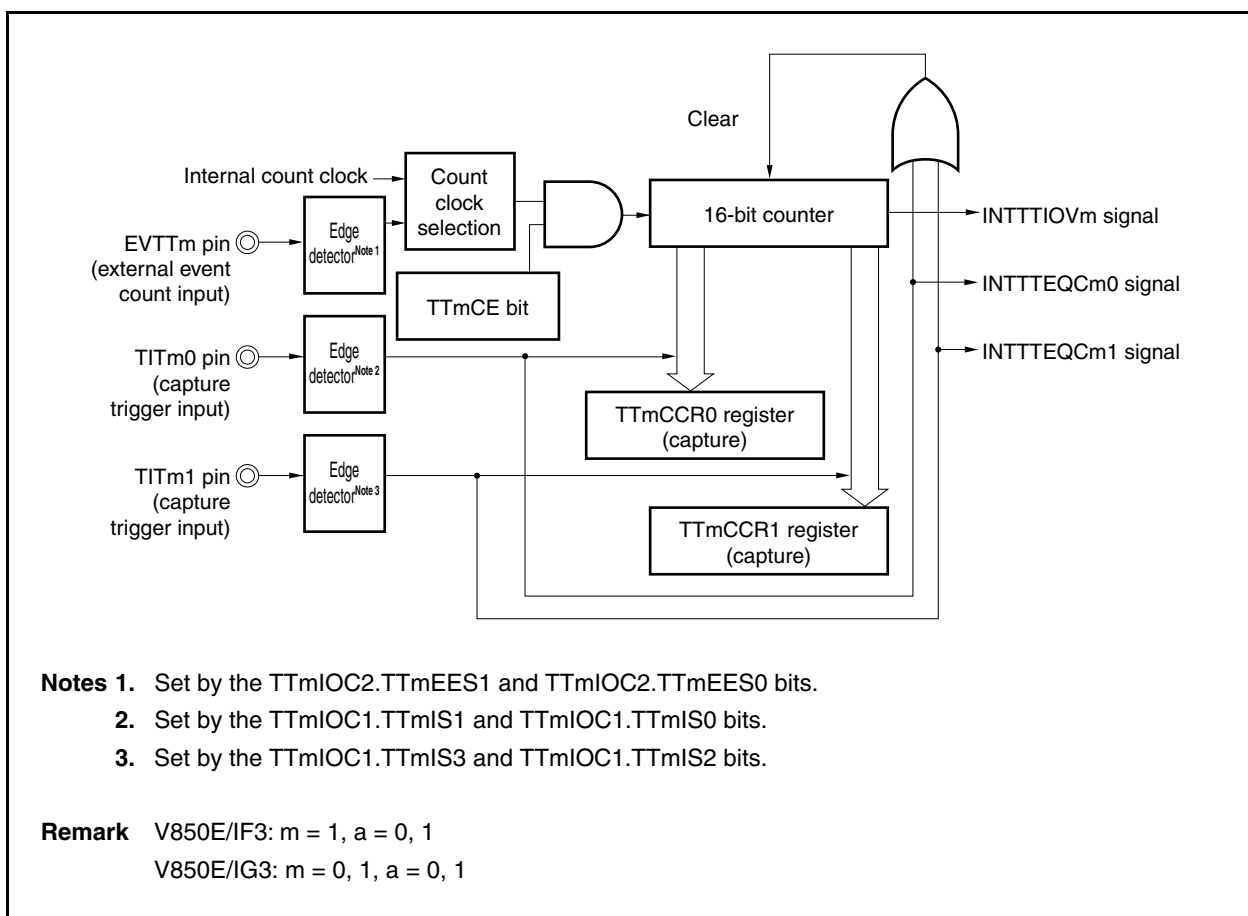 Clear
Internal count clock
Count
clock
selection
16-bit counter
INTTTIOVm signal
EVTTm pin
(external event
count input)
Edge
detectorNote 1
TTmCE bit
INTTTEQCm0 signal
TITm0 pin
(capture
trigger input)
Edge
detectorNote 2
INTTTEQCm1 signal
TTmCCR0 register
(capture)
TITm1 pin
(capture
trigger input)
Edge
detectorNote 3
TTmCCR1 register
(capture)
Notes 1. Set by the TTmIOC2.TTmEES1 and TTmIOC2.TTmEES0 bits.
2. Set by the TTmIOC1.TTmIS1 and TTmIOC1.TTmIS0 bits.
3. Set by the TTmIOC1.TTmIS3 and TTmIOC1.TTmIS2 bits.
Remark V850E/IF3: m = 1, a = 0, 1
V850E/IG3: m = 0, 1, a = 0, 1